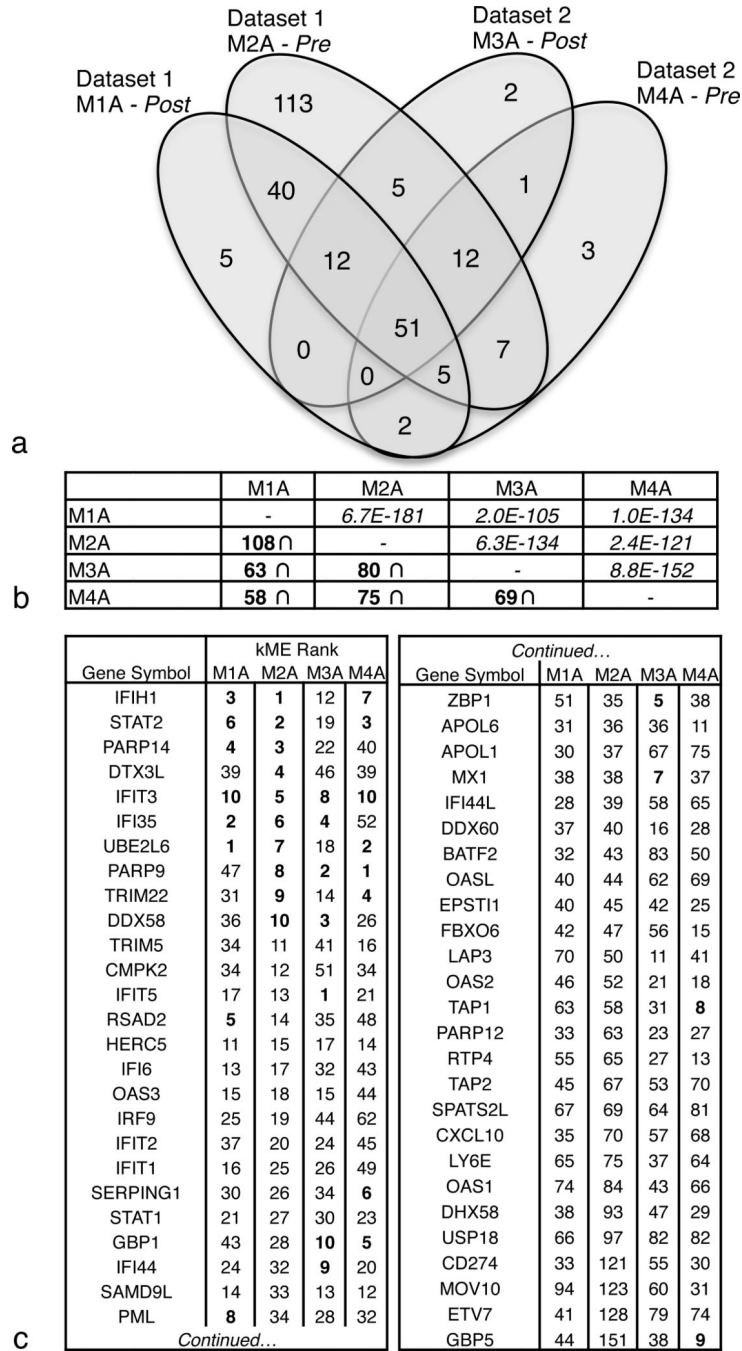 Dataset 1
M2A - Pre
Dataset 2
M3A - Post
Dataset 1
M1A - Post
Dataset 2
M4A - Pre
113
2
40
5
1
5
12
12
3
51
0
7
0
5
2
a
M1A M2A M3A M4A
M1A - 6.7E-181 2.0E-105 1.0E-134
M2A 108 ∩ - 6.3E-134 2.4E-121
M3A 63 ∩ 80 ∩ - 8.8E-152
M4A 58 ∩ 75 ∩ 69 ∩ -
b
kME Rank
Gene Symbol M1A M2A M3A M4A
IFIH1 3 1 12 7
STAT2 6 2 19 3
PARP14 4 3 22 40
DTX3L 39 4 46 39
IFIT3 10 5 8 10
IFI35 2 6 4 52
UBE2L6 1 7 18 2
PARP9 47 8 2 1
TRIM22 31 9 14 4
DDX58 36 10 3 26
TRIM5 34 11 41 16
CMPK2 34 12 51 34
IFIT5 17 13 1 21
RSAD2 5 14 35 48
HERC5 11 15 17 14
IFI6 13 17 32 43
OAS3 15 18 15 44
IRF9 25 19 44 62
IFIT2 37 20 24 45
IFIT1 16 25 26 49
SERPING1 30 26 34 6
STAT1 21 27 30 23
GBP1 43 28 10 5
IFI44 24 32 9 20
SAMD9L 14 33 13 12
PML 8 34 28 32
Continued...
Continued...
Gene Symbol M1A M2A M3A M4A
ZBP1 51 35 5 38
APOL6 31 36 36 11
APOL1 30 37 67 75
MX1 38 38 7 37
IFI44L 28 39 58 65
DDX60 37 40 16 28
BATF2 32 43 83 50
OASL 40 44 62 69
EPSTI1 40 45 42 25
FBXO6 42 47 56 15
LAP3 70 50 11 41
OAS2 46 52 21 18
TAP1 63 58 31 8
PARP12 33 63 23 27
RTP4 55 65 27 13
TAP2 45 67 53 70
SPATS2L 67 69 64 81
CXCL10 35 70 57 68
LY6E 65 75 37 64
OAS1 74 84 43 66
DHX58 38 93 47 29
USP18 66 97 82 82
CD274 33 121 55 30
MOV10 94 123 60 31
ETV7 41 128 79 74
GBP5 44 151 38 9
c